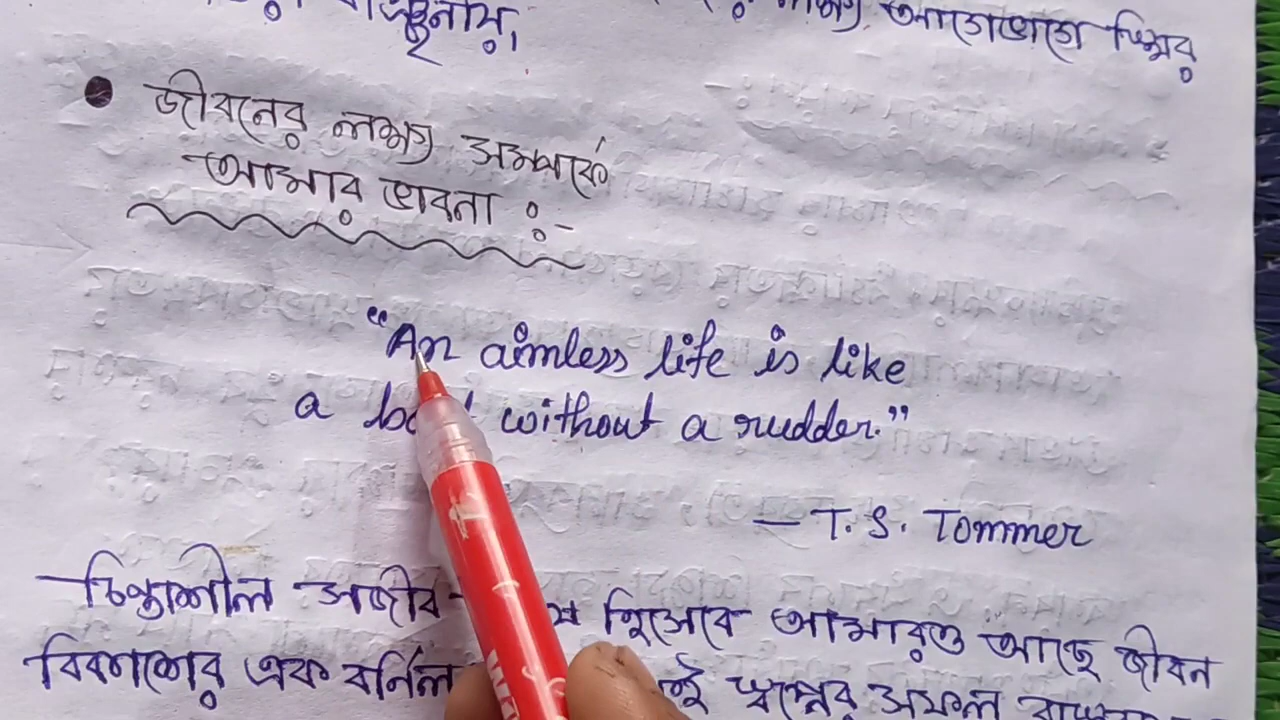 আগেভাগে স্থির
জীবনের লক্ষ্য সম্পর্কে
আমার ভাবনা :-
"An aimless life is like
a without a rudder."
— T. S. Tommer
চিন্তাশীল সজীব হিসেবে আমারও আছে জীবন
বিকাশের এক বর্নিল স্বপ্নের সফল